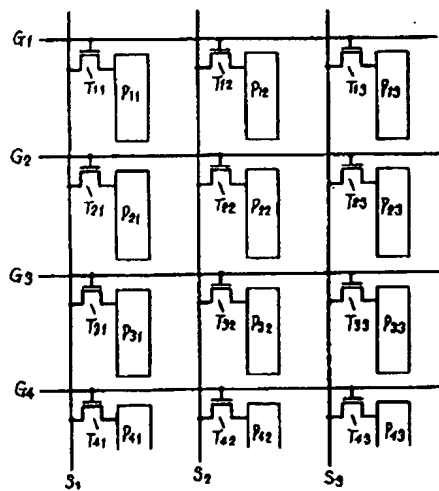 G1
T11 P11 T12 P12 T13 P13
G2
T21 P21 T22 P22 T23 P23
G3
T31 P31 T32 P32 T33 P33
G4
T41 P41 T42 P42 T43 P43
S1 S2 S3